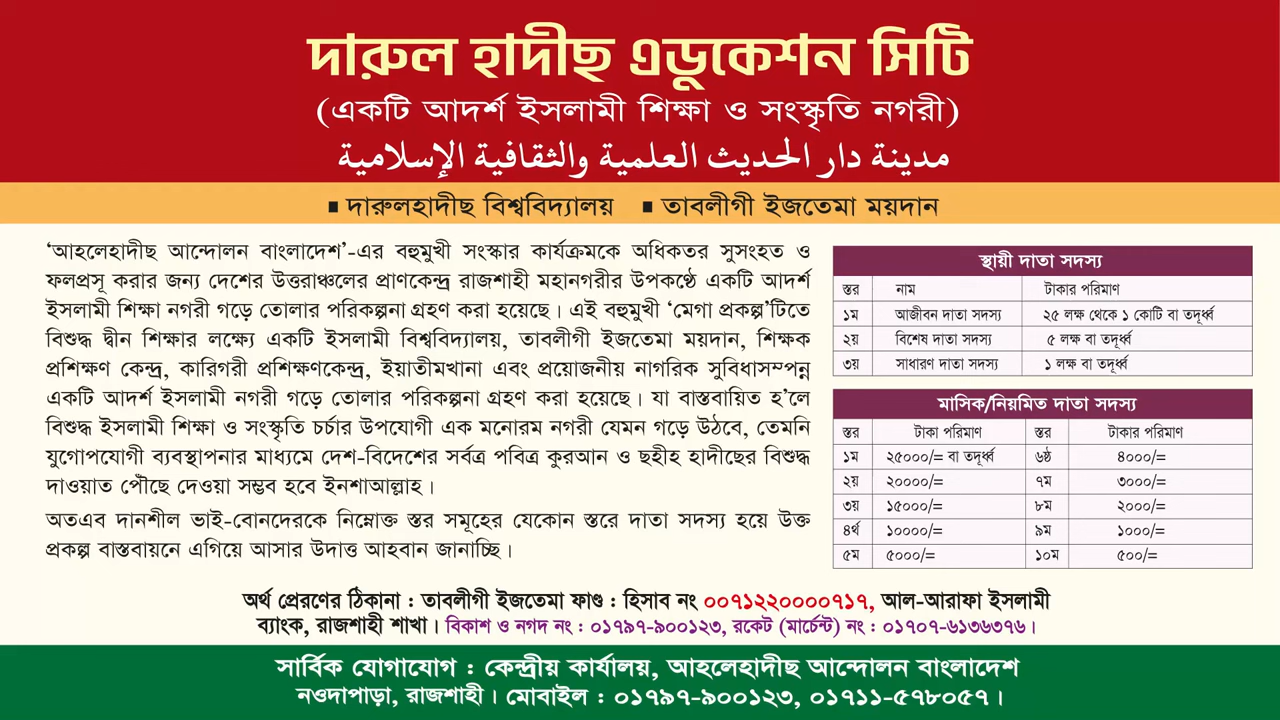 দারুল হাদীছ এডুকেশন সিটি
(একটি আদর্শ ইসলামী শিক্ষা ও সংস্কৃতি নগরী)
مدينة دار الحديث العلمية والثقافية الإسلامية
■ দারুলহাদীছ বিশ্ববিদ্যালয় ■ তাবলীগী ইজতেমা ময়দান
‘আহলেহাদীছ আন্দোলন বাংলাদেশ’-এর বহুমুখী সংস্কার কার্যক্রমকে অধিকতর সুসংহত ও
ফলপ্রসূ করার জন্য দেশের উত্তরাঞ্চলের প্রাণকেন্দ্র রাজশাহী মহানগরীর উপকণ্ঠে একটি আদর্শ
ইসলামী শিক্ষা নগরী গড়ে তোলার পরিকল্পনা গ্রহণ করা হয়েছে। এই বহুমুখী ‘মেগা প্রকল্প’টিতে
বিশুদ্ধ দ্বীন শিক্ষার লক্ষ্যে একটি ইসলামী বিশ্ববিদ্যালয়, তাবলীগী ইজতেমা ময়দান, শিক্ষক
প্রশিক্ষণ কেন্দ্র, কারিগরী প্রশিক্ষণকেন্দ্র, ইয়াতীমখানা এবং প্রয়োজনীয় নাগরিক সুবিধাসম্পন্ন
একটি আদর্শ ইসলামী নগরী গড়ে তোলার পরিকল্পনা গ্রহণ করা হয়েছে। যা বাস্তবায়িত হ’লে
বিশুদ্ধ ইসলামী শিক্ষা ও সংস্কৃতি চর্চার উপযোগী এক মনোরম নগরী যেমন গড়ে উঠবে, তেমনি
যুগোপযোগী ব্যবস্থাপনার মাধ্যমে দেশ-বিদেশের সর্বত্র পবিত্র কুরআন ও ছহীহ হাদীছের বিশুদ্ধ
দাওয়াত পৌছে দেওয়া সম্ভব হবে ইনশাআল্লাহ।
অতএব দানশীল ভাই-বোনদেরকে নিম্নোক্ত স্তর সমূহের যেকোন স্তরে দাতা সদস্য হয়ে উক্ত
প্রকল্প বাস্তবায়নে এগিয়ে আসার উদাত্ত আহবান জানাচ্ছি।
স্থায়ী দাতা সদস্য
স্তর নাম টাকার পরিমাণ
১ম আজীবন দাতা সদস্য ২৫ লক্ষ থেকে ১ কোটি বা তদূর্ধ্ব
২য় বিশেষ দাতা সদস্য ৫ লক্ষ বা তদূর্ধ্ব
৩য় সাধারণ দাতা সদস্য ১ লক্ষ বা তদূর্ধ্ব
মাসিক/নিয়মিত দাতা সদস্য
স্তর টাকা পরিমাণ স্তর টাকার পরিমাণ
১ম ২৫০০০/= বা তদূর্ধ্ব ৬ষ্ঠ ৪০০০/=
২য় ২০০০০/= ৭ম ৩০০০/=
৩য় ১৫০০০/= ৮ম ২০০০/=
৪র্থ ১০০০০/= ৯ম ১০০০/=
৫ম ৫০০০/= ১০ম ৫০০/=
অর্থ প্রেরণের ঠিকানা : তাবলীগী ইজতেমা ফাণ্ড : হিসাব নং ০০৭১২২০০০০৭১৭, আল-আরাফা ইসলামী
ব্যাংক, রাজশাহী শাখা। বিকাশ ও নগদ নং : ০১৭৯৭-৯০০১২৩, রকেট (মার্চেন্ট) নং : ০১৭০৭-৬১৩৬৩৭৬।
সার্বিক যোগাযোগ : কেন্দ্রীয় কার্যালয়, আহলেহাদীছ আন্দোলন বাংলাদেশ
নওদাপাড়া, রাজশাহী। মোবাইল : ০১৭৯৭-৯০০১২৩, ০১৭১১-৫৭৮০৫৭।